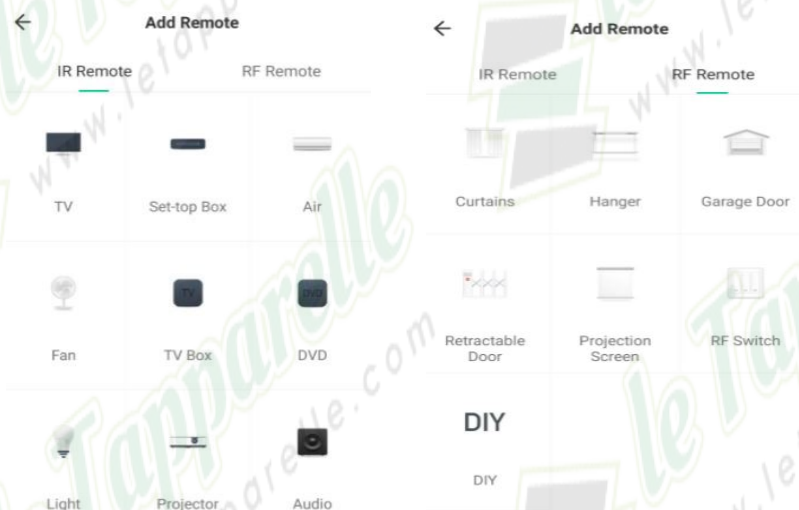 Add Remote
IR Remote RF Remote
TV Set-top Box Air
TV DVD
Fan TV Box DVD
Light Projector Audio
Add Remote
IR Remote RF Remote
Curtains Hanger Garage Door
Retractable Projection RF Switch
Door Screen
DIY
DIY
le Tapparelle
www.letapparelle.com